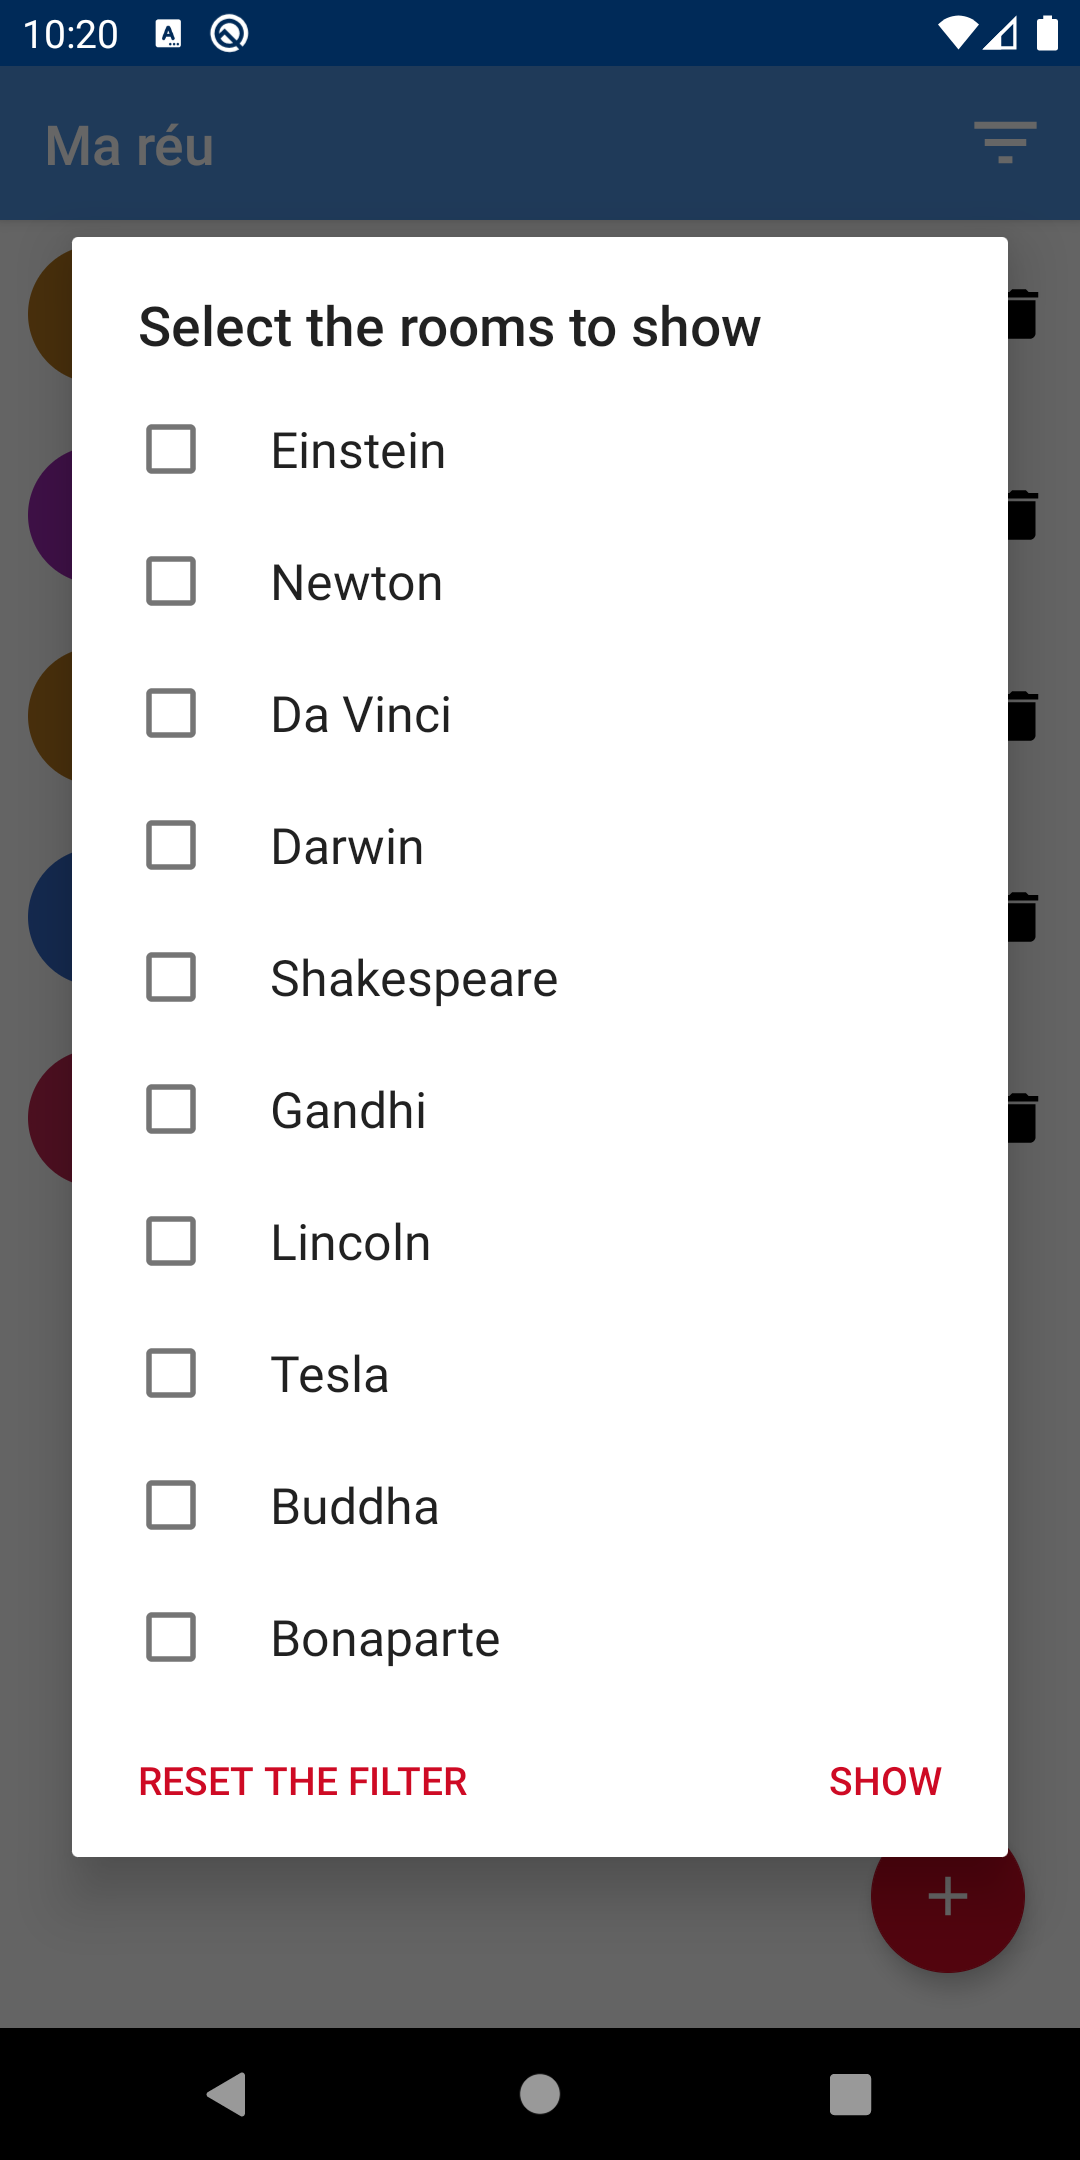 10:20
Ma réu
Select the rooms to show
Einstein
Newton
Da Vinci
Darwin
Shakespeare
Gandhi
Lincoln
Tesla
Buddha
Bonaparte
RESET THE FILTER
SHOW